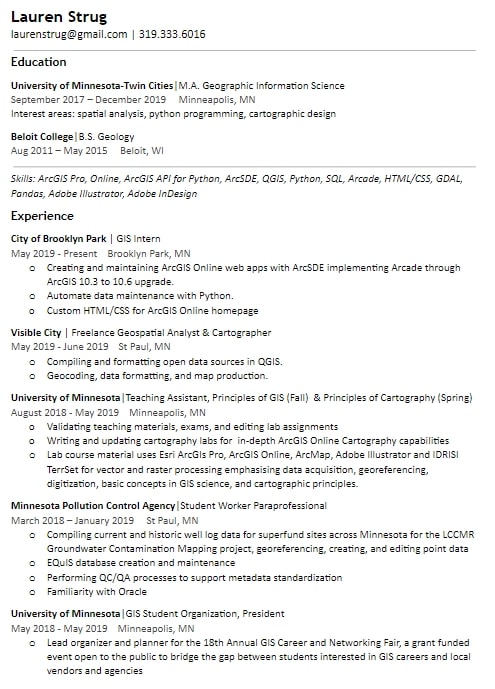 Lauren Strug
laurenstrug@gmail.com | 319.333.6016
Education
University of Minnesota-Twin Cities|M.A. Geographic Information Science
September 2017 – December 2019 Minneapolis, MN
Interest areas: spatial analysis, python programming, cartographic design
Beloit College|B.S. Geology
Aug 2011 – May 2015 Beloit, WI
Skills: ArcGIS Pro, Online, ArcGIS API for Python, ArcSDE, QGIS, Python, SQL, Arcade, HTML/CSS, GDAL,
Pandas, Adobe Illustrator, Adobe InDesign
Experience
City of Brooklyn Park | GIS Intern
May 2019 - Present Brooklyn Park, MN
o Creating and maintaining ArcGIS Online web apps with ArcSDE implementing Arcade through
ArcGIS 10.3 to 10.6 upgrade.
o Automate data maintenance with Python.
o Custom HTML/CSS for ArcGIS Online homepage
Visible City | Freelance Geospatial Analyst & Cartographer
May 2019 - June 2019 St Paul, MN
o Compiling and formatting open data sources in QGIS.
o Geocoding, data formatting, and map production.
University of Minnesota|Teaching Assistant, Principles of GIS (Fall) & Principles of Cartography (Spring)
August 2018 - May 2019 Minneapolis, MN
o Validating teaching materials, exams, and editing lab assignments
o Writing and updating cartography labs for in-depth ArcGIS Online Cartography capabilities
o Lab course material uses Esri ArcGIs Pro, ArcGIS Online, ArcMap, Adobe Illustrator and IDRISI
TerrSet for vector and raster processing emphasising data acquisition, georeferencing,
digitization, basic concepts in GIS science, and cartographic principles.
Minnesota Pollution Control Agency|Student Worker Paraprofessional
March 2018 – January 2019 St Paul, MN
o Compiling current and historic well log data for superfund sites across Minnesota for the LCCMR
Groundwater Contamination Mapping project, georeferencing, creating, and editing point data
o EQuIS database creation and maintenance
o Performing QC/QA processes to support metadata standardization
o Familiarity with Oracle
University of Minnesota|GIS Student Organization, President
May 2018 - May 2019 Minneapolis, MN
o Lead organizer and planner for the 18th Annual GIS Career and Networking Fair, a grant funded
event open to the public to bridge the gap between students interested in GIS careers and local
vendors and agencies